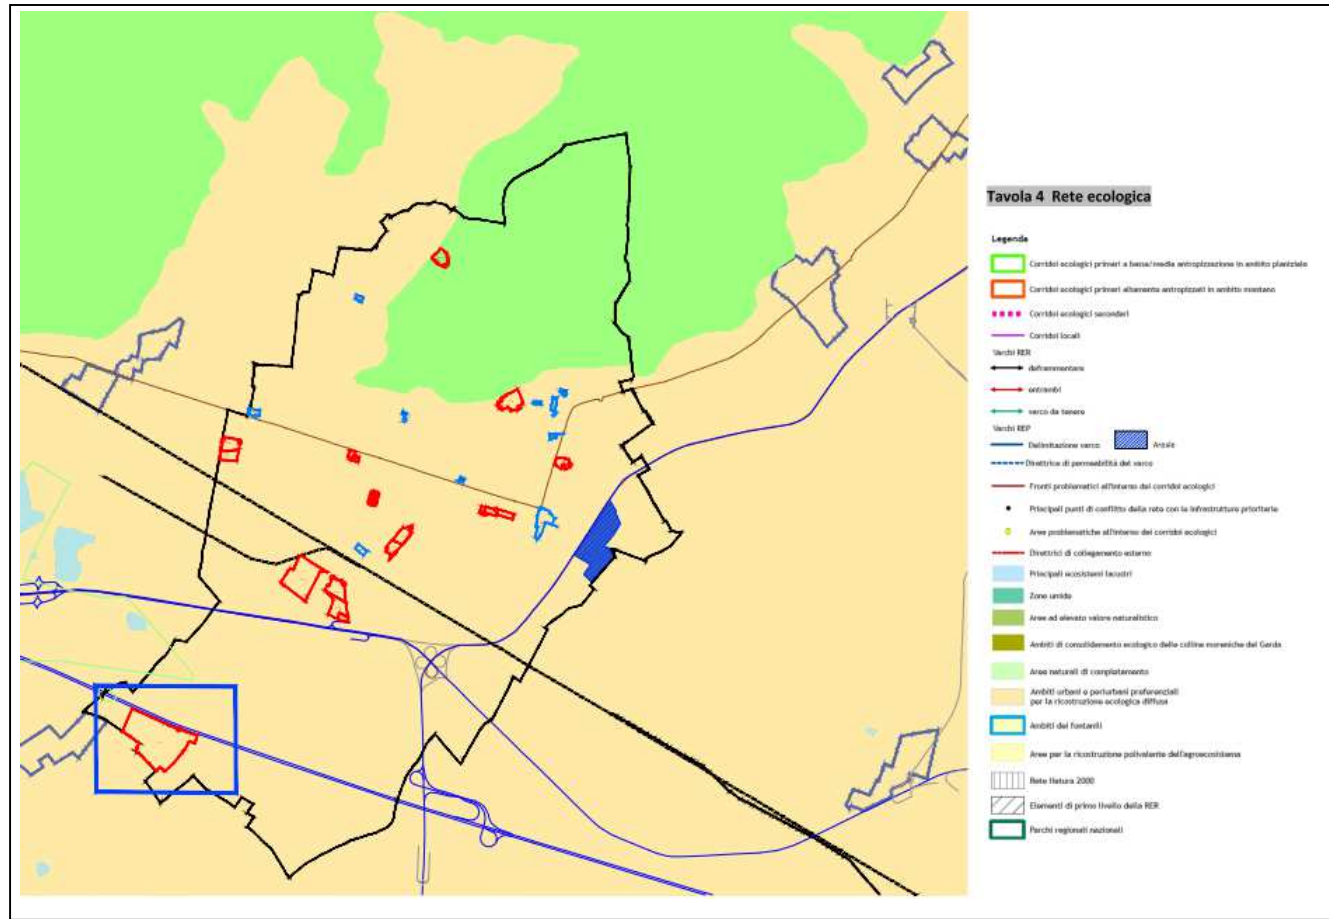 Tavola 4 Rete ecologica
Legenda
Corridoi ecologici primari a bassa/media antropizzazione in ambito planiziale
Corridoi ecologici primari altamente antropizzati in ambito montano
Corridoi ecologici secondari
Corridoi locali
Varchi RER
deframmentare
entrambi
varco da tenere
Varchi REP
Delimitazione varco
Areale
Direttrice di permeabilità del varco
Fronti problematici all'interno dei corridoi ecologici
Principali punti di conflitto della rete con le infrastrutture prioritarie
Aree problematiche all'interno dei corridoi ecologici
Direttrici di collegamento esterno
Principali ecosistemi lacustri
Zone umide
Aree ad elevato valore naturalistico
Ambiti di consolidamento ecologico delle colline moreniche del Garda
Aree naturali di completamento
Ambiti urbani e periurbani preferenziali
per la ricostruzione ecologica diffusa
Ambiti dei fontanili
Aree per la ricostruzione polivalente dell'agroecosistema
Rete Natura 2000
Elementi di primo livello della RER
Parchi regionali nazionali